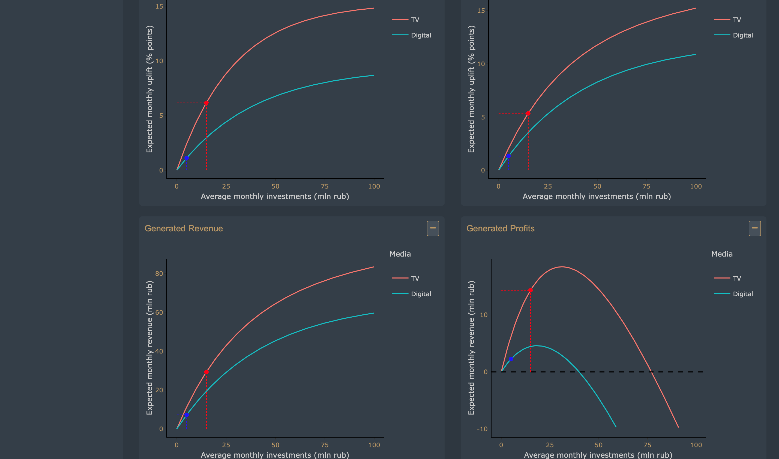 15
10
5
0
Expected monthly uplift (% points)
0 25 50 75 100
Average monthly investments (mln rub)
TV
Digital
15
10
5
0
Expected monthly uplift (% points)
0 25 50 75 100
Average monthly investments (mln rub)
TV
Digital
Generated Revenue
Media
TV
Digital
80
60
40
20
0
Expected monthly revenue (mln rub)
0 25 50 75 100
Average monthly investments (mln rub)
Generated Profits
Media
TV
Digital
10
0
-10
Expected monthly revenue (mln rub)
0 25 50 75 100
Average monthly investments (mln rub)